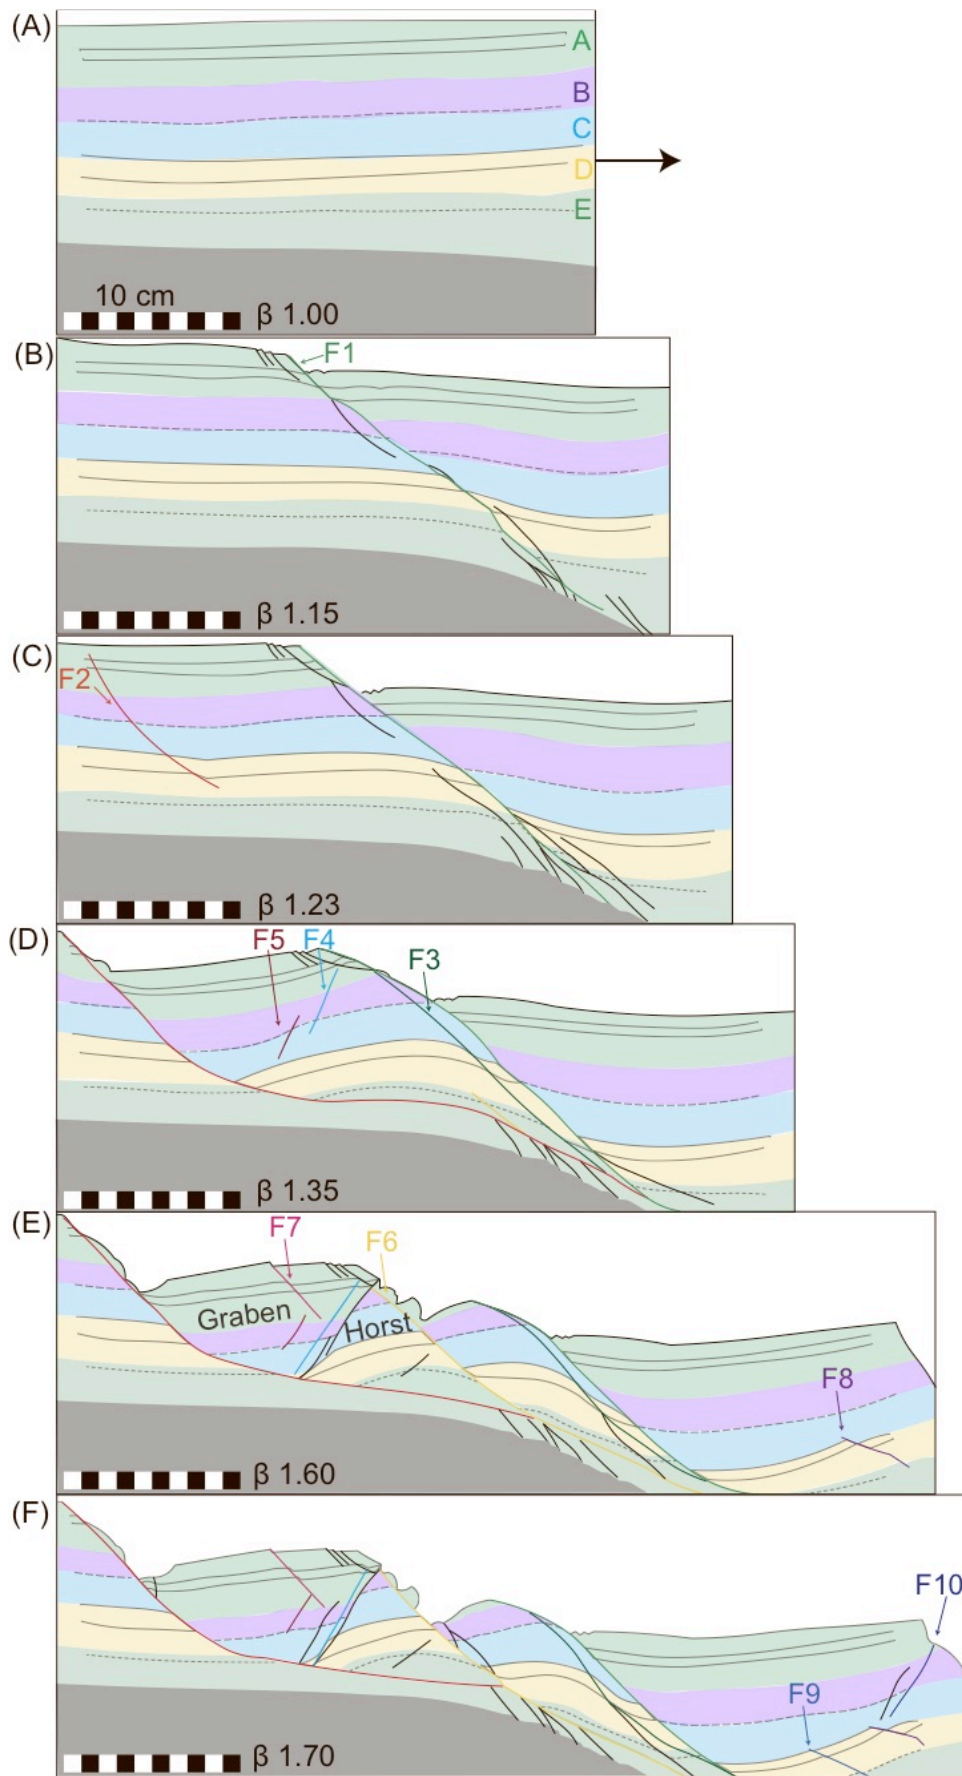 (A)
A
B
C
D
E
10 cm
β 1.00
(B)
F1
β 1.15
(C)
F2
β 1.23
(D)
F5
F4
F3
β 1.35
(E)
F7
F6
Graben
Horst
F8
β 1.60
(F)
F10
F9
β 1.70